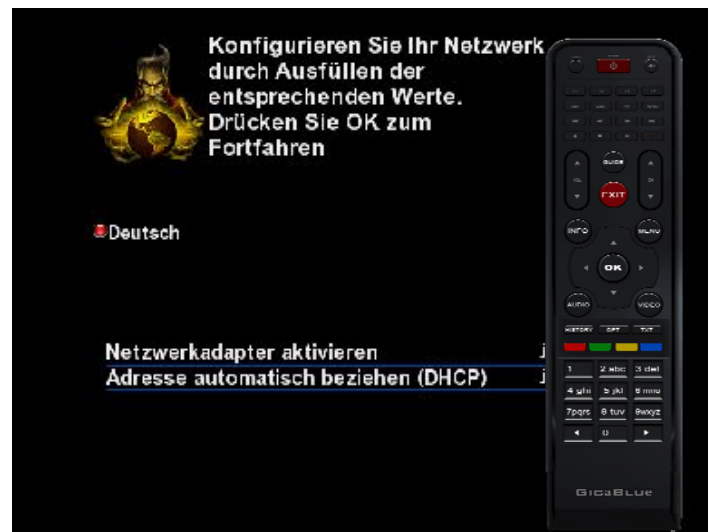 Konfigurieren Sie Ihr Netzwerk
durch Ausfüllen der
entsprechenden Werte.
Drücken Sie OK zum
Fortfahren
Deutsch
Netzwerkadapter aktivieren j
Adresse automatisch beziehen (DHCP) j
GUIDE
EXIT
INFO MENU
OK
AUDIO VIDEO
HISTORY OPT TXT
1 2 abc 3 def
4 ghi 5 jkl 6 mno
7pqrs 8 tuv 9wxyz
0
GIGABLUE